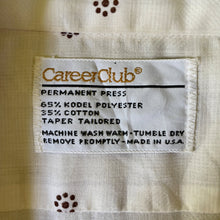 CareerClub®
PERMANENT PRESS
65% KODEL POLYESTER
35% COTTON
TAPER TAILORED
MACHINE WASH WARM-TUMBLE DRY
REMOVE PROMPTLY-MADE IN U.S.A.